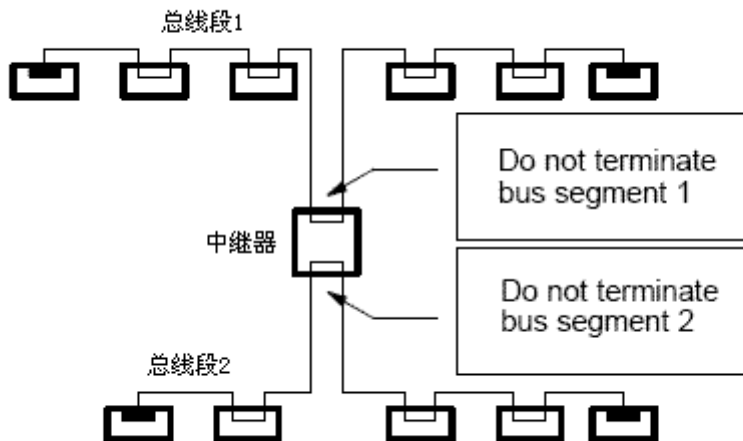 总线段1
Do not terminate
bus segment 1
中继器
Do not terminate
bus segment 2
总线段2